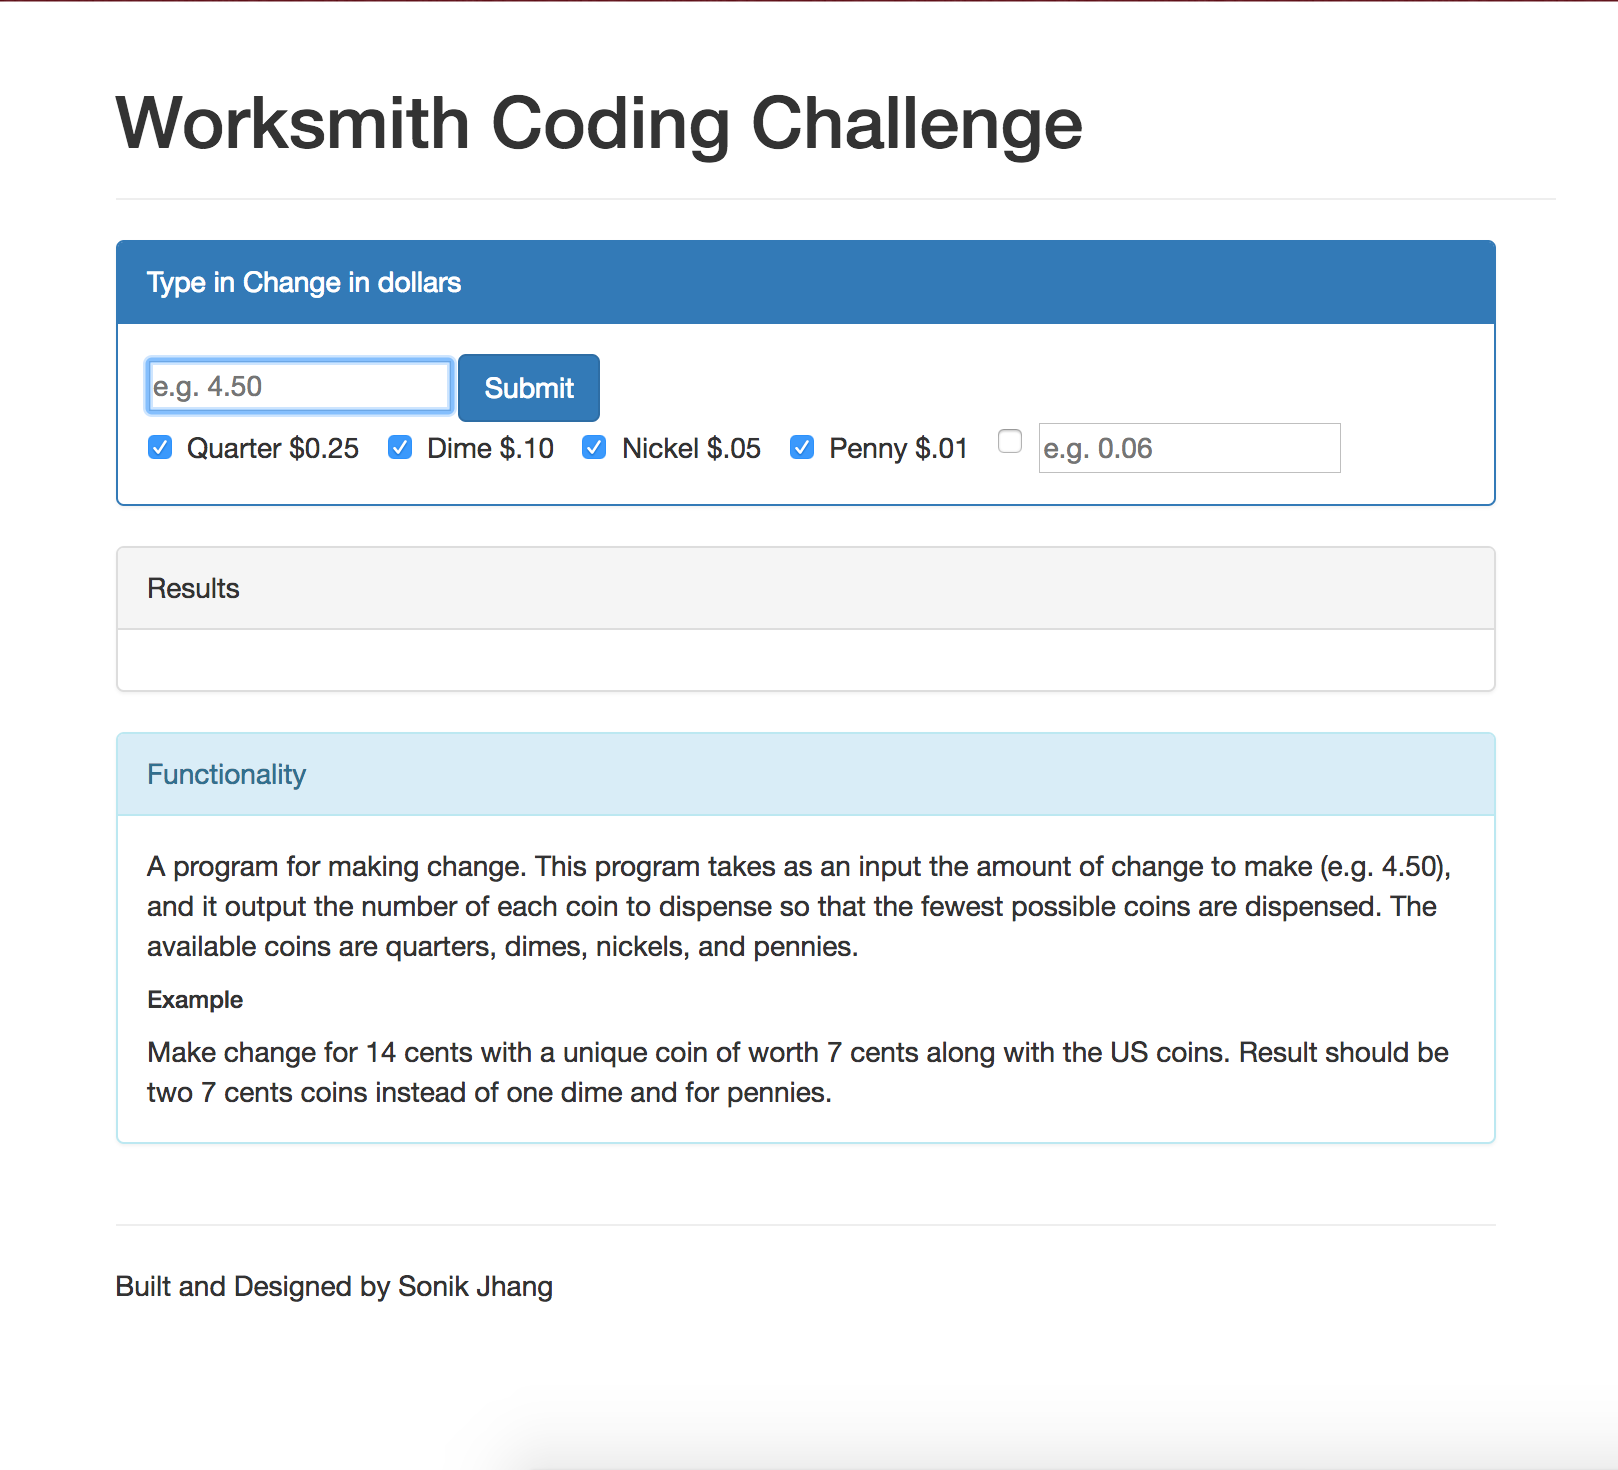 Worksmith Coding Challenge
Type in Change in dollars
e.g. 4.50 Submit
Quarter $0.25 Dime $.10 Nickel $.05 Penny $.01 e.g. 0.06
Results
Functionality
A program for making change. This program takes as an input the amount of change to make (e.g. 4.50),
and it output the number of each coin to dispense so that the fewest possible coins are dispensed. The
available coins are quarters, dimes, nickels, and pennies.
Example
Make change for 14 cents with a unique coin of worth 7 cents along with the US coins. Result should be
two 7 cents coins instead of one dime and for pennies.
Built and Designed by Sonik Jhang